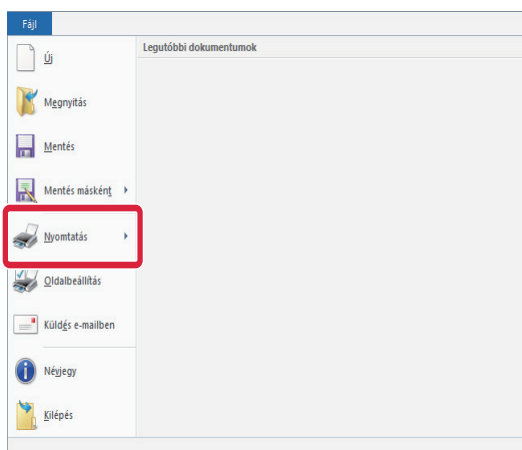 Fájl
Legutóbbi dokumentumok
Új
Megnyitás
Mentés
Mentés másként
Nyomtatás
Oldalbeállítás
Küldés e-mailben
Névjegy
Kilépés